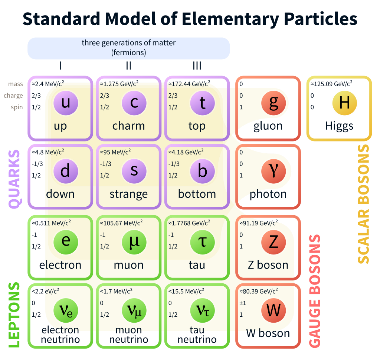 Standard Model of Elementary Particles
three generations of matter
(fermions)
I II III
mass ≈2.4 MeV/c² ≈1.275 GeV/c² ≈172.44 GeV/c² 0 ≈125.09 GeV/c²
charge 2/3 2/3 2/3 0 0
spin 1/2 1/2 1/2 1 0
u c t g H
up charm top gluon Higgs
QUARKS
≈4.8 MeV/c² ≈95 MeV/c² ≈4.18 GeV/c² 0
-1/3 -1/3 -1/3 0
1/2 1/2 1/2 1
d s b γ
down strange bottom photon
SCALAR BOSONS
≈0.511 MeV/c² ≈105.67 MeV/c² ≈1.7768 GeV/c² ≈91.19 GeV/c²
-1 -1 -1 0
1/2 1/2 1/2 1
e μ τ Z
electron muon tau Z boson
LEPTONS
GAUGE BOSONS
<2.2 eV/c² <1.7 MeV/c² <15.5 MeV/c² ≈80.39 GeV/c²
0 0 0 ±1
1/2 1/2 1/2 1
νe νμ ντ W
electron neutrino muon neutrino tau neutrino W boson